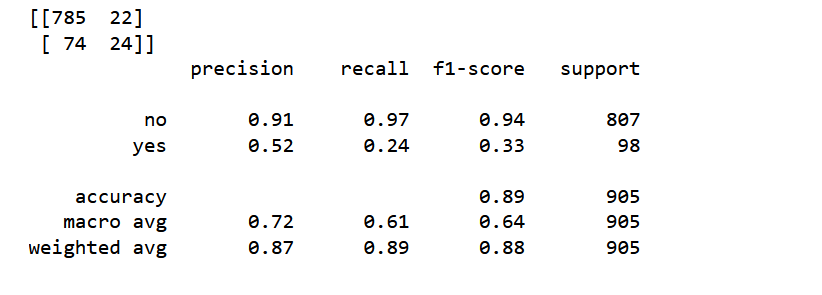 [[785  22]
 [ 74  24]]
              precision    recall  f1-score   support

          no       0.91      0.97      0.94       807
         yes       0.52      0.24      0.33        98

    accuracy                           0.89       905
   macro avg       0.72      0.61      0.64       905
weighted avg       0.87      0.89      0.88       905